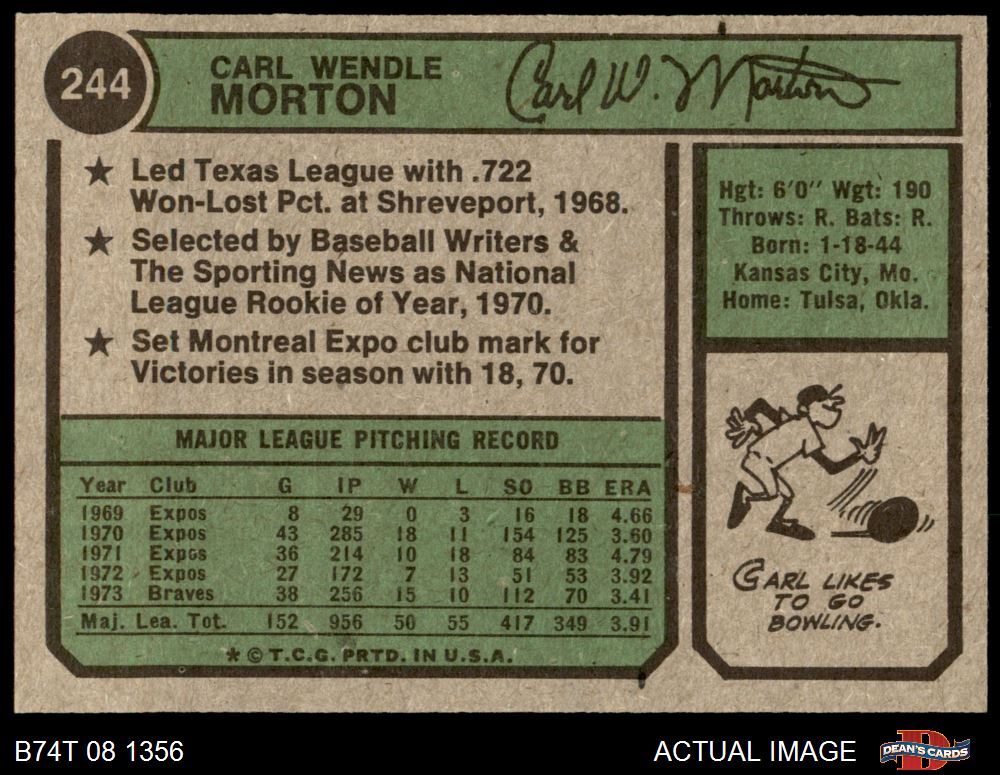 244
CARL WENDLE
MORTON
Carl W. Morton
★ Led Texas League with .722
Won-Lost Pct. at Shreveport, 1968.
★ Selected by Baseball Writers &
The Sporting News as National
League Rookie of Year, 1970.
★ Set Montreal Expo club mark for
Victories in season with 18, 70.
Hgt: 6'0" Wgt: 190
Throws: R. Bats: R.
Born: 1-18-44
Kansas City, Mo.
Home: Tulsa, Okla.
MAJOR LEAGUE PITCHING RECORD
Year Club G IP W L SO BB ERA
1969 Expos 8 29 0 3 16 18 4.66
1970 Expos 43 285 18 11 154 125 3.60
1971 Expos 36 214 10 18 84 83 4.79
1972 Expos 27 172 7 13 51 53 3.92
1973 Braves 38 256 15 10 112 70 3.41
Maj. Lea. Tot. 152 956 50 55 417 349 3.91
* © T.C.G. PRTD. IN U.S.A.
CARL LIKES
TO GO
BOWLING.
B74T 08 1356
ACTUAL IMAGE
D
DEAN'S CARDS